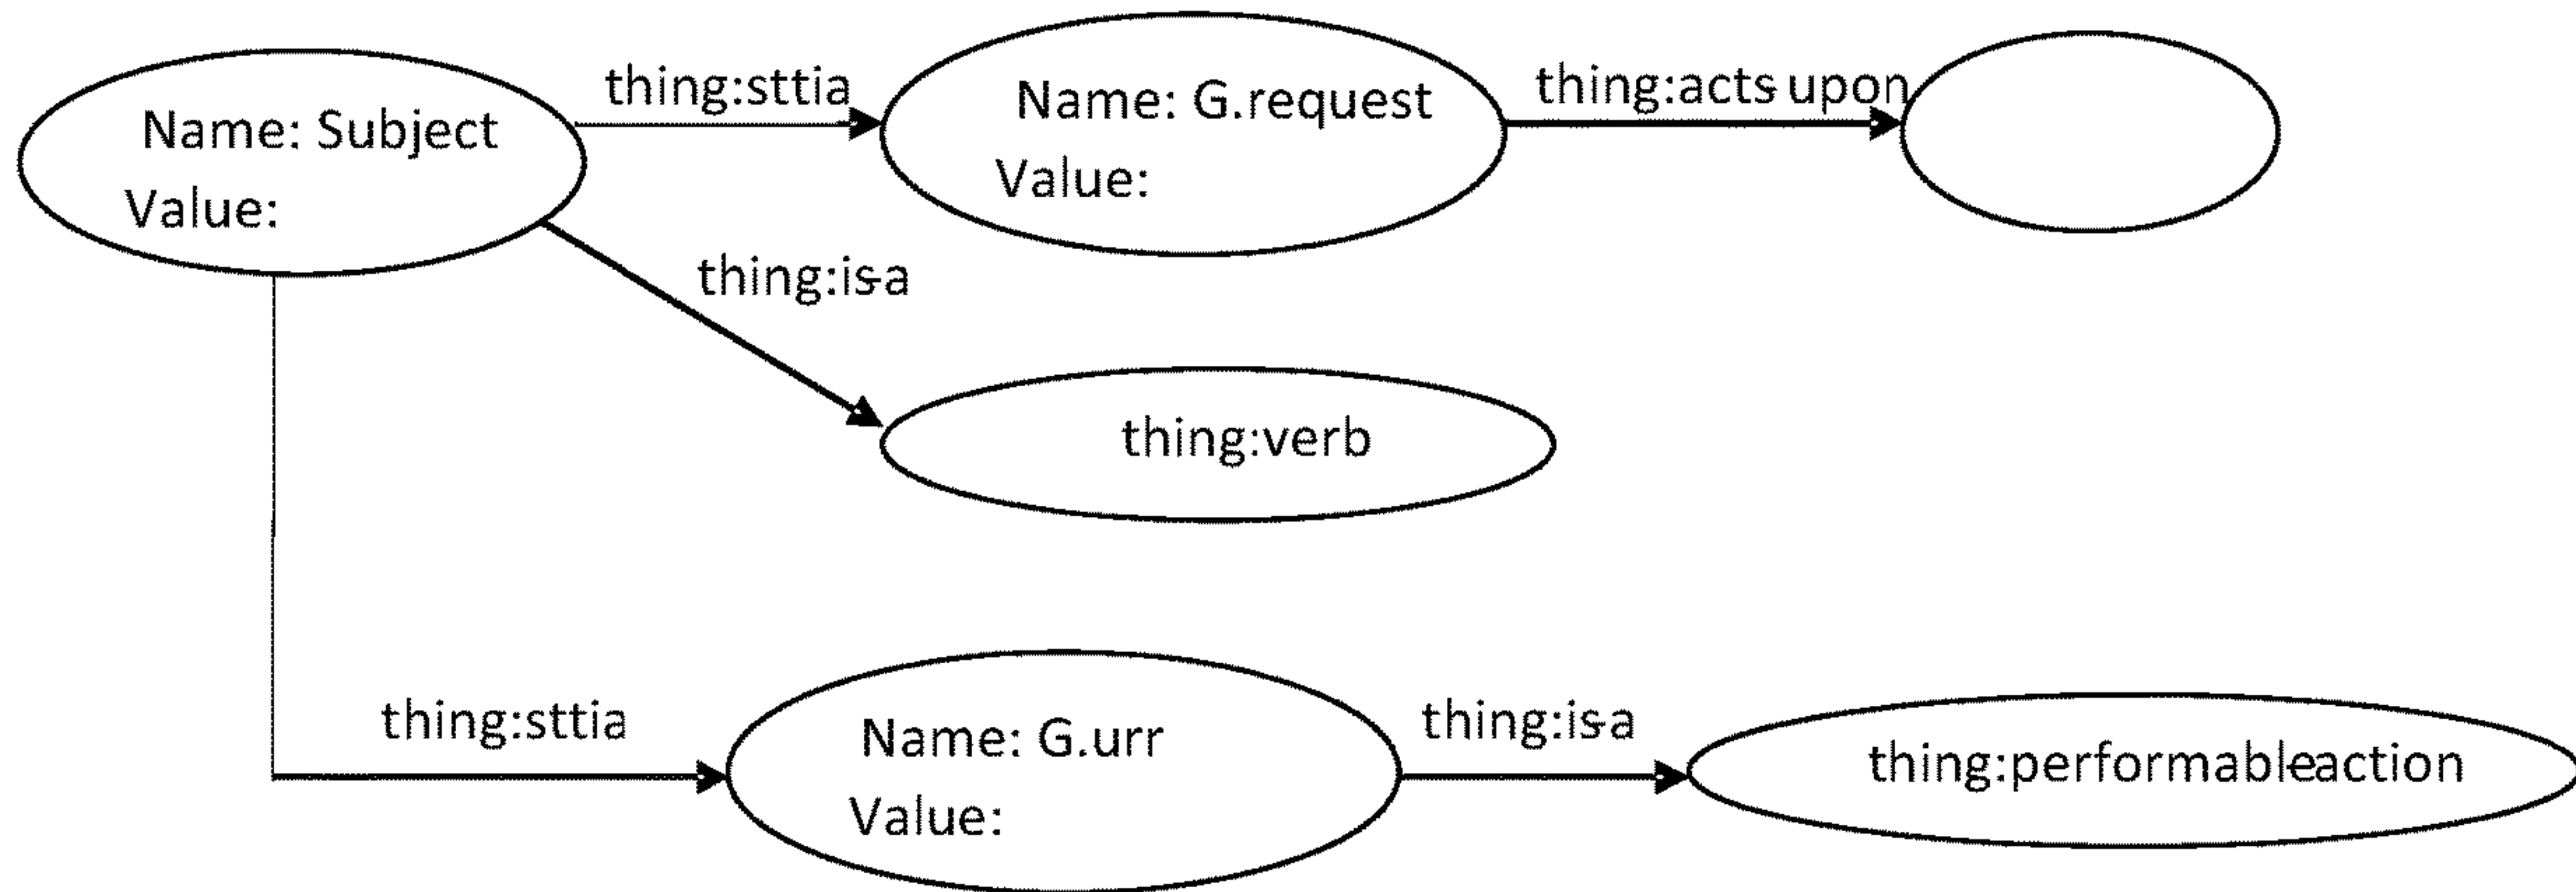 thing:sttia
Name: G.request
thing:acts-upon
Name: Subject
Value:
Value:
thing:is-a
thing:verb
thing:sttia
Name: G.urr
thing:is-a
Value:
thing:performableaction